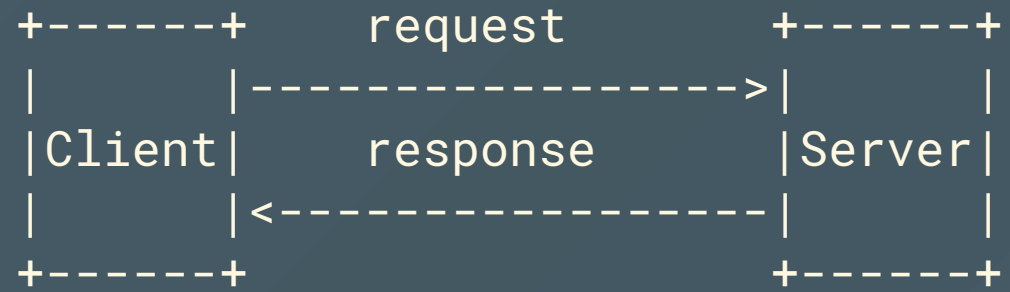 +------+      request           +------+
|      |----------------->|      |
|Client|      response          |Server|
|      |<-----------------|      |
+------+                  +------+